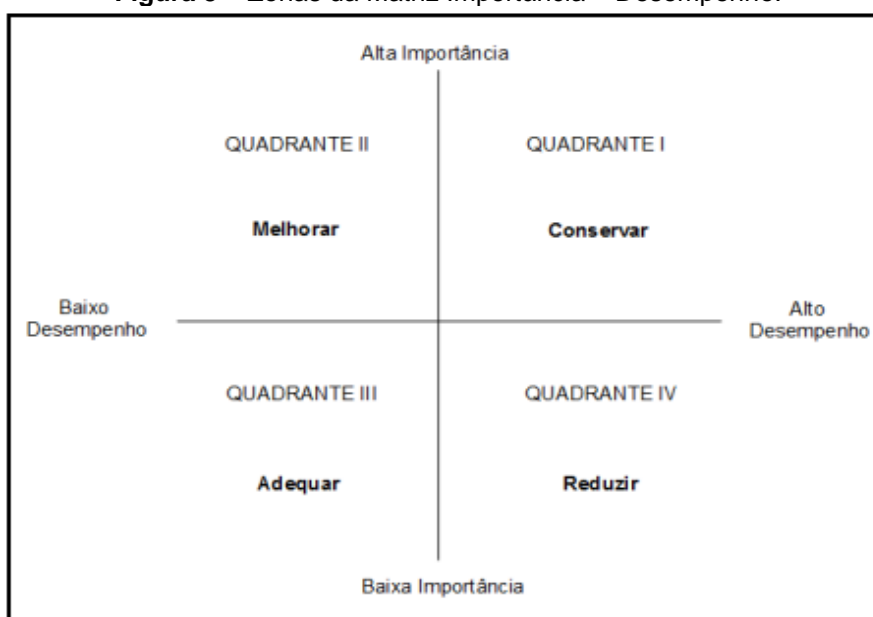 Alta Importância
QUADRANTE II QUADRANTE I
Melhorar Conservar
Baixo Desempenho
Alto Desempenho
QUADRANTE III QUADRANTE IV
Adequar Reduzir
Baixa Importância